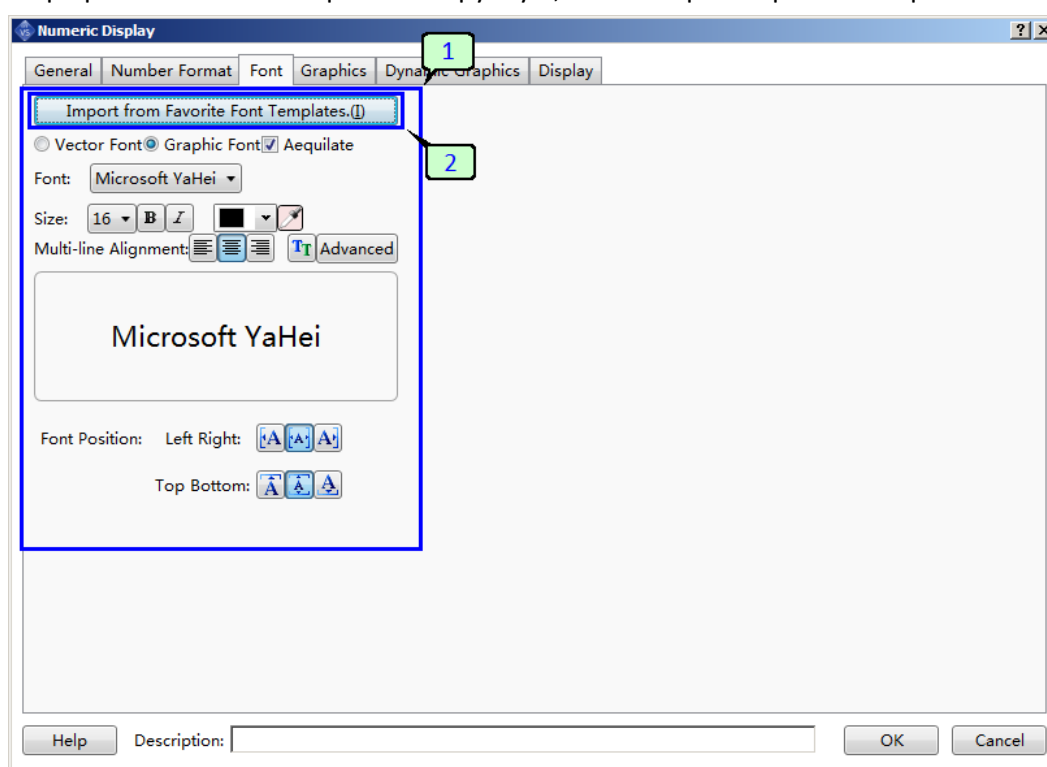 Numeric Display
1
General Number Format Font Graphics Dynamic Graphics Display
Import from Favorite Font Templates.(I)
Vector Font Graphic Font Aequilate
2
Font: Microsoft YaHei
Size: 16 B I
Multi-line Alignment: TT Advanced
Microsoft YaHei
Font Position: Left Right: A A A
Top Bottom: A A A
Help Description: OK Cancel